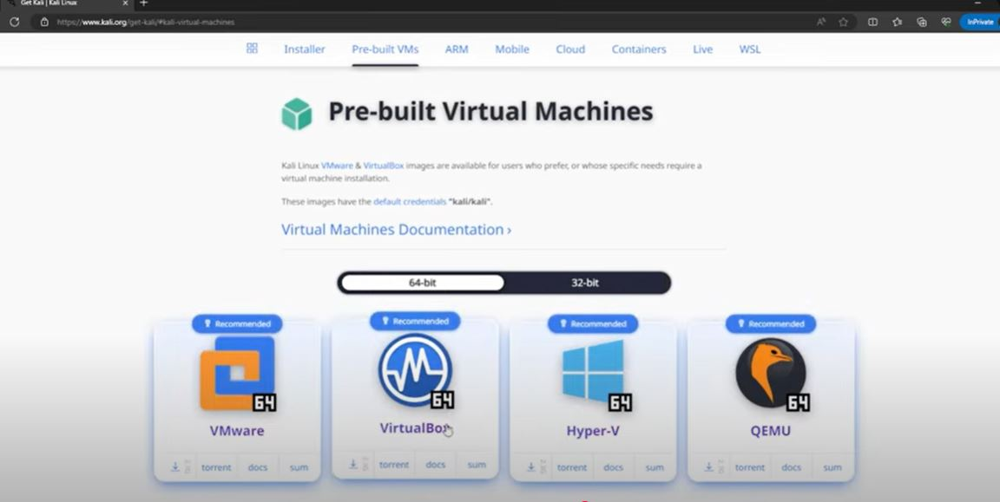 Get Kali | Kali Linux
https://www.kali.org/get-kali/#kali-virtual-machines
InPrivate
Installer
Pre-built VMs
ARM
Mobile
Cloud
Containers
Live
WSL
Pre-built Virtual Machines
Kali Linux VMware & VirtualBox images are available for users who prefer, or whose specific needs require a
virtual machine installation.
These images have the default credentials "kali/kali".
Virtual Machines Documentation ›
64-bit
32-bit
Recommended
64
VMware
torrent docs sum
Recommended
64
VirtualBox
torrent docs sum
Recommended
64
Hyper-V
torrent docs sum
Recommended
64
QEMU
torrent docs sum